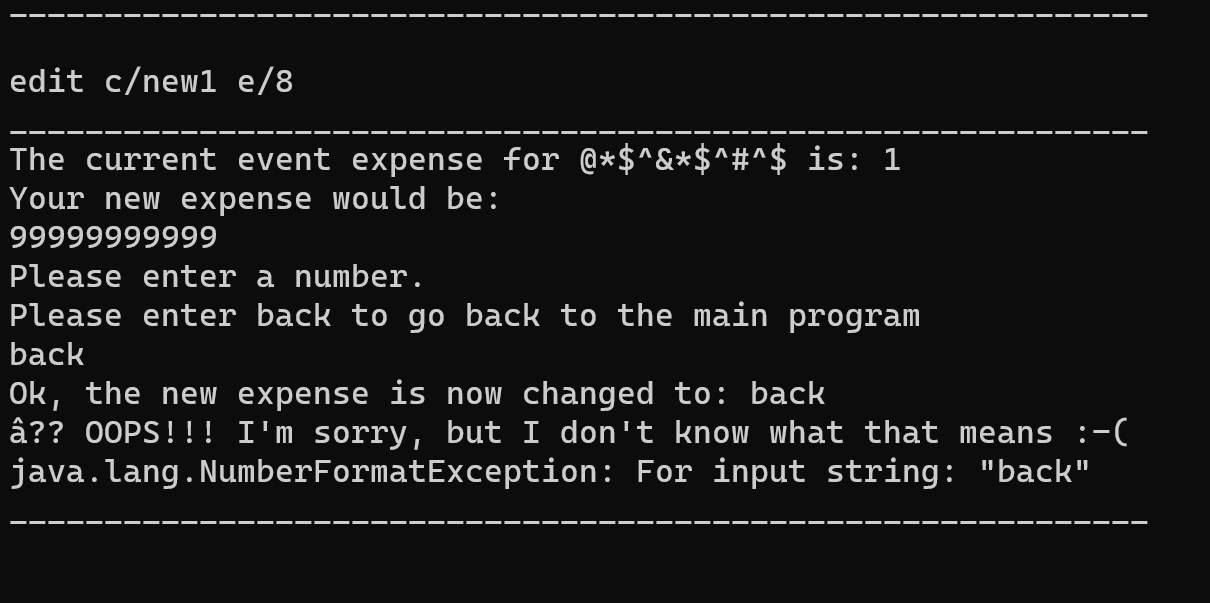 ------------------------------------------------------------
edit c/new1 e/8
____________________________________________________________
The current event expense for @*$^&*$^#^$ is: 1
Your new expense would be:
99999999999
Please enter a number.
Please enter back to go back to the main program
back
Ok, the new expense is now changed to: back
â?? OOPS!!! I'm sorry, but I don't know what that means :-(
java.lang.NumberFormatException: For input string: "back"
____________________________________________________________